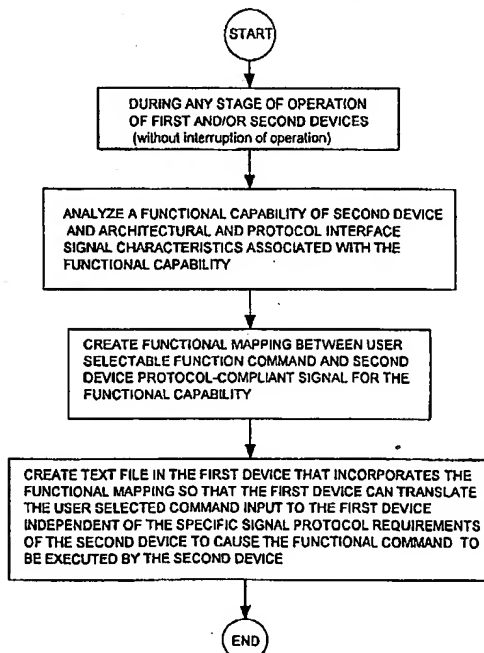 START
DURING ANY STAGE OF OPERATION
OF FIRST AND/OR SECOND DEVICES
(without interruption of operation)
ANALYZE A FUNCTIONAL CAPABILITY OF SECOND DEVICE
AND ARCHITECTURAL AND PROTOCOL INTERFACE
SIGNAL CHARACTERISTICS ASSOCIATED WITH THE
FUNCTIONAL CAPABILITY
CREATE FUNCTIONAL MAPPING BETWEEN USER
SELECTABLE FUNCTION COMMAND AND SECOND
DEVICE PROTOCOL-COMPLIANT SIGNAL FOR THE
FUNCTIONAL CAPABILITY
CREATE TEXT FILE IN THE FIRST DEVICE THAT INCORPORATES THE
FUNCTIONAL MAPPING SO THAT THE FIRST DEVICE CAN TRANSLATE
THE USER SELECTED COMMAND INPUT TO THE FIRST DEVICE
INDEPENDENT OF THE SPECIFIC SIGNAL PROTOCOL REQUIREMENTS
OF THE SECOND DEVICE TO CAUSE THE FUNCTIONAL COMMAND TO
BE EXECUTED BY THE SECOND DEVICE
END